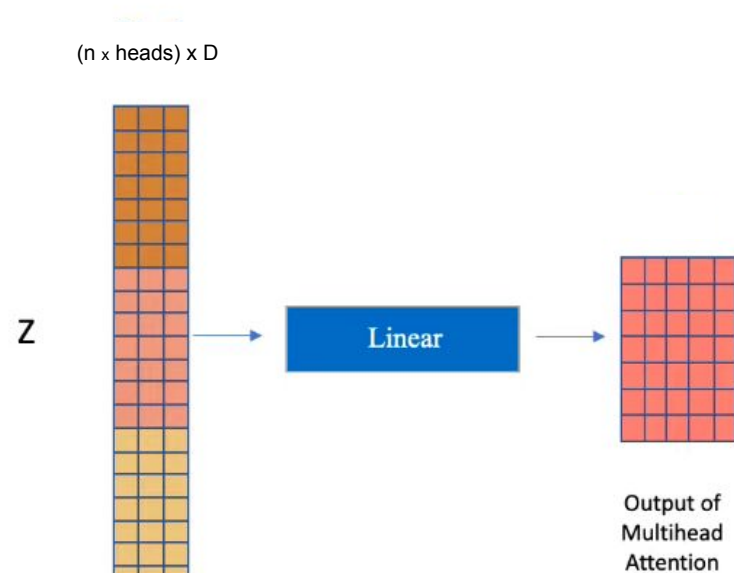 (n x heads) x D
Z
Linear
Output of
Multihead
Attention